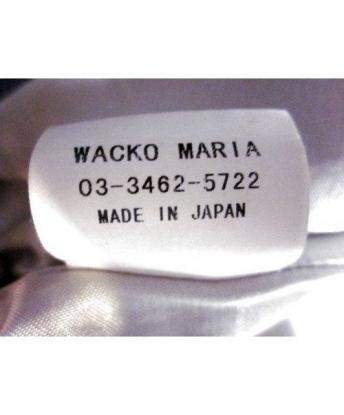 WACKO MARIA
03-3462-5722
MADE IN JAPAN